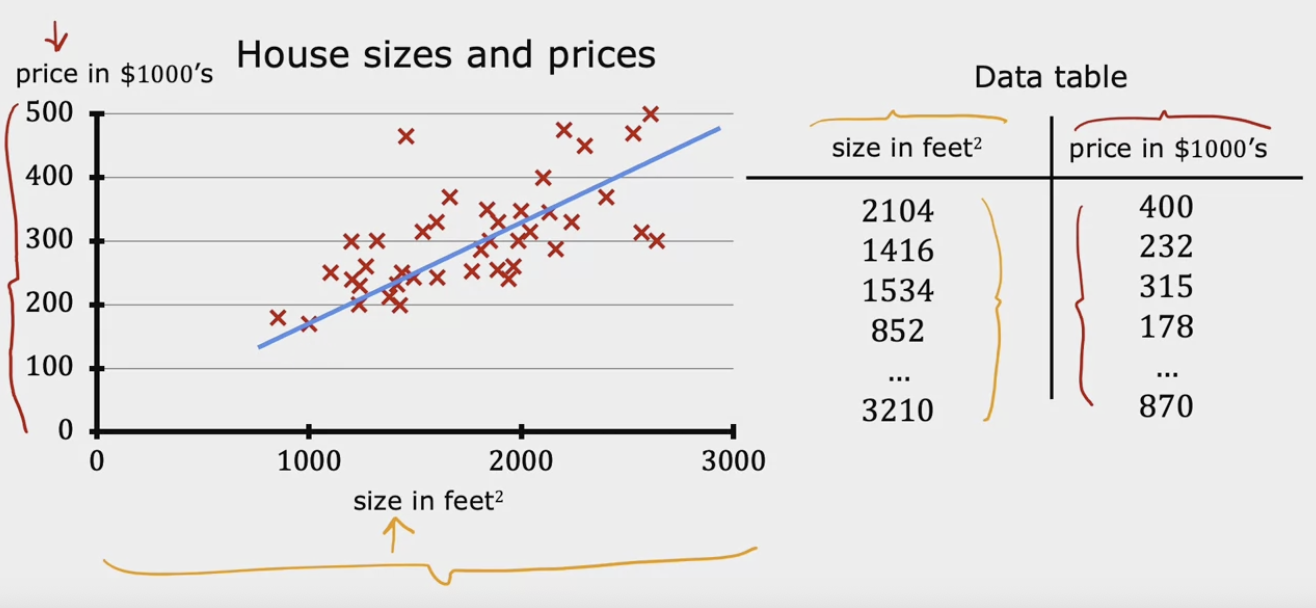 House sizes and prices
price in $1000’s
500
400
300
200
100
0
0 1000 2000 3000
size in feet²
Data table
size in feet² price in $1000’s
2104 400
1416 232
1534 315
852 178
... ...
3210 870